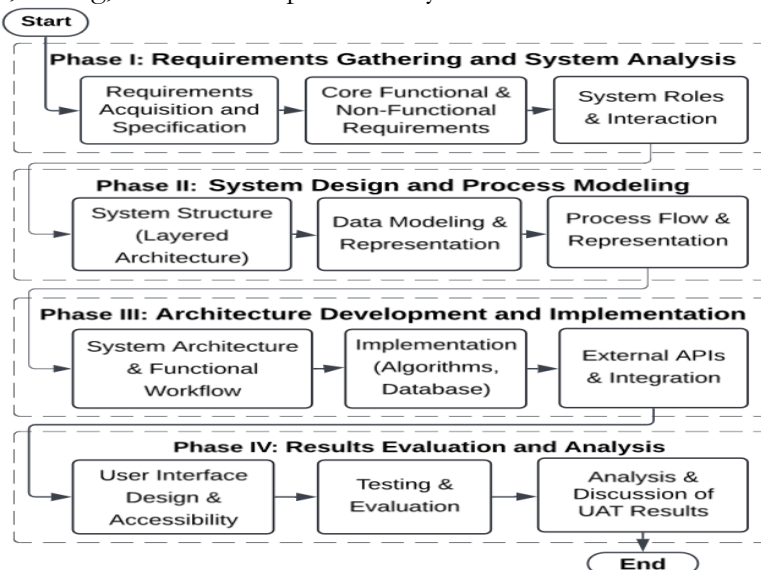 Start
Phase I: Requirements Gathering and System Analysis
Requirements
Acquisition and
Specification
Core Functional &
Non-Functional
Requirements
System Roles
& Interaction
Phase II: System Design and Process Modeling
System Structure
(Layered
Architecture)
Data Modeling &
Representation
Process Flow &
Representation
Phase III: Architecture Development and Implementation
System Architecture
& Functional
Workflow
Implementation
(Algorithms,
Database)
External APIs
& Integration
Phase IV: Results Evaluation and Analysis
User Interface
Design &
Accessibility
Testing &
Evaluation
Analysis &
Discussion of
UAT Results
End